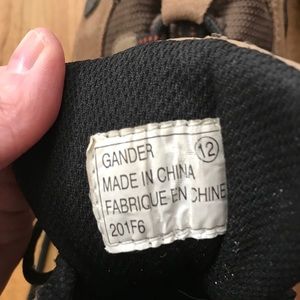 GANDER 12
MADE IN CHINA
FABRIQUE EN CHINE
201F6